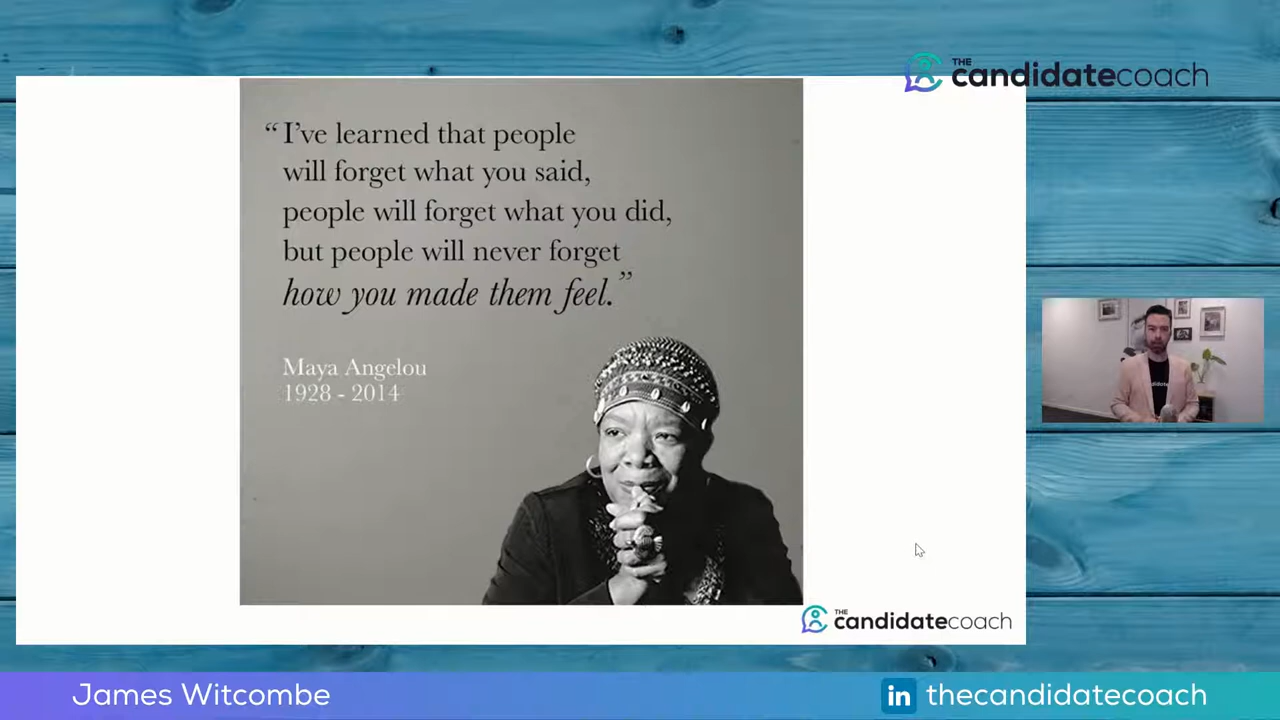 THE
candidatecoach
“I’ve learned that people
will forget what you said,
people will forget what you did,
but people will never forget
how you made them feel.”
Maya Angelou
1928 - 2014
THE
candidatecoach
James Witcombe
in thecandidatecoach